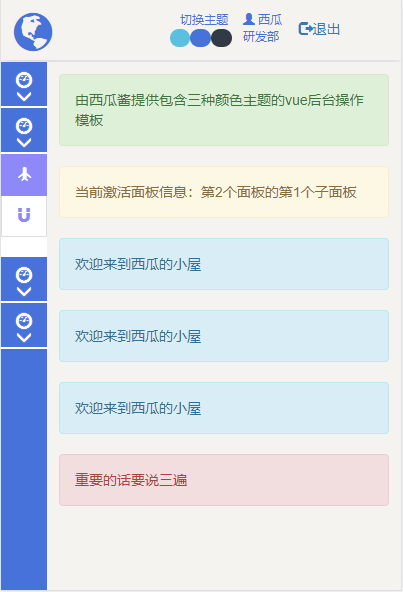 切换主题
西瓜
研发部
退出
由西瓜酱提供包含三种颜色主题的vue后台操作
模板
当前激活面板信息：第2个面板的第1个子面板
欢迎来到西瓜的小屋
欢迎来到西瓜的小屋
欢迎来到西瓜的小屋
重要的话要说三遍